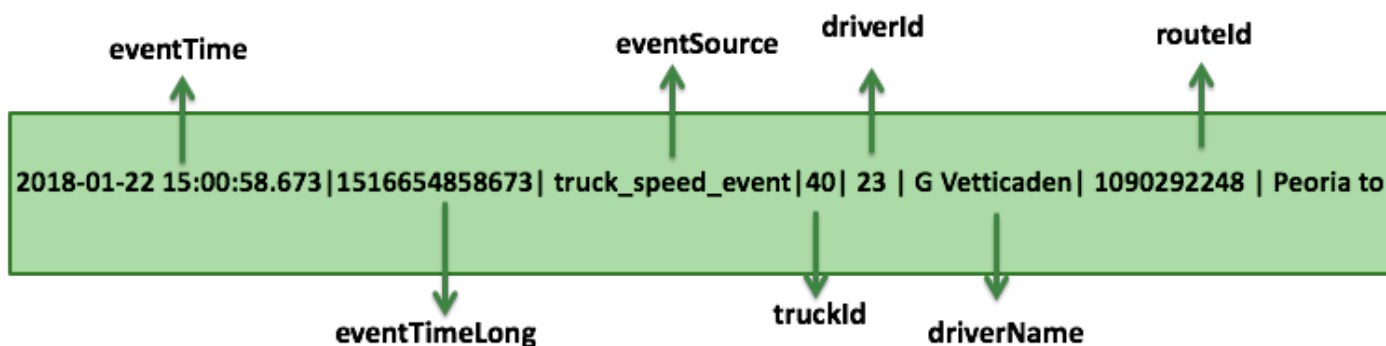 driverId
eventTime eventSource routeId
2018-01-22 15:00:58.673|1516654858673| truck_speed_event|40| 23 | G Vetticaden| 1090292248 | Peoria to
truckId
eventTimeLong driverName